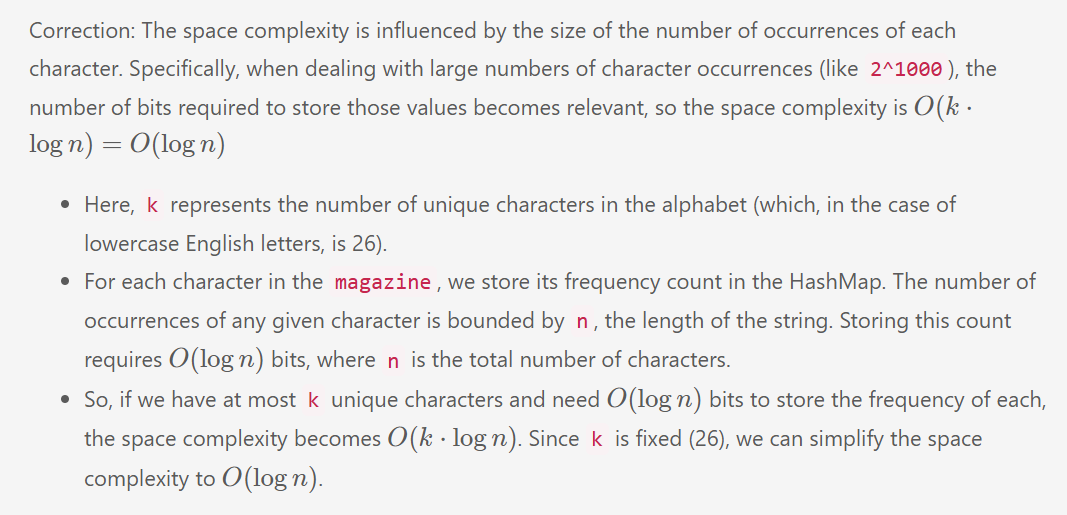 Correction: The space complexity is influenced by the size of the number of occurrences of each
character. Specifically, when dealing with large numbers of character occurrences (like 2^1000 ), the
number of bits required to store those values becomes relevant, so the space complexity is O(k ·
log n) = O(log n)
• Here, k represents the number of unique characters in the alphabet (which, in the case of
lowercase English letters, is 26).
• For each character in the magazine , we store its frequency count in the HashMap. The number of
occurrences of any given character is bounded by n , the length of the string. Storing this count
requires O(log n) bits, where n is the total number of characters.
• So, if we have at most k unique characters and need O(log n) bits to store the frequency of each,
the space complexity becomes O(k · log n). Since k is fixed (26), we can simplify the space
complexity to O(log n).